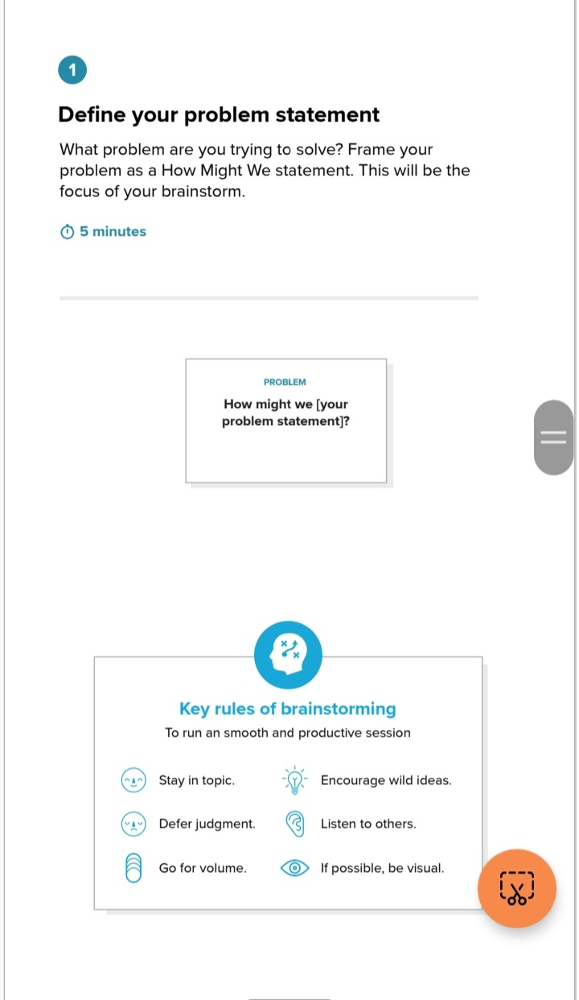 1
Define your problem statement
What problem are you trying to solve? Frame your
problem as a How Might We statement. This will be the
focus of your brainstorm.
5 minutes
PROBLEM
How might we [your
problem statement]?
Key rules of brainstorming
To run an smooth and productive session
Stay in topic.
Encourage wild ideas.
Defer judgment.
Listen to others.
Go for volume.
If possible, be visual.